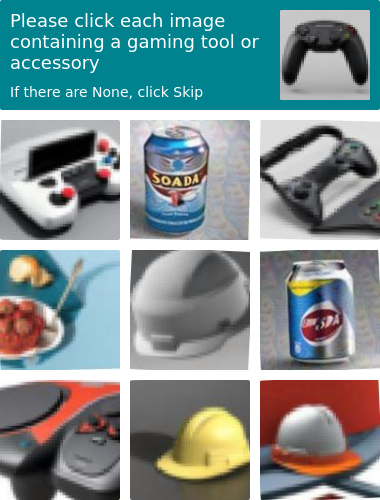 Please click each image
containing a gaming tool or
accessory
If there are None, click Skip
SOADA